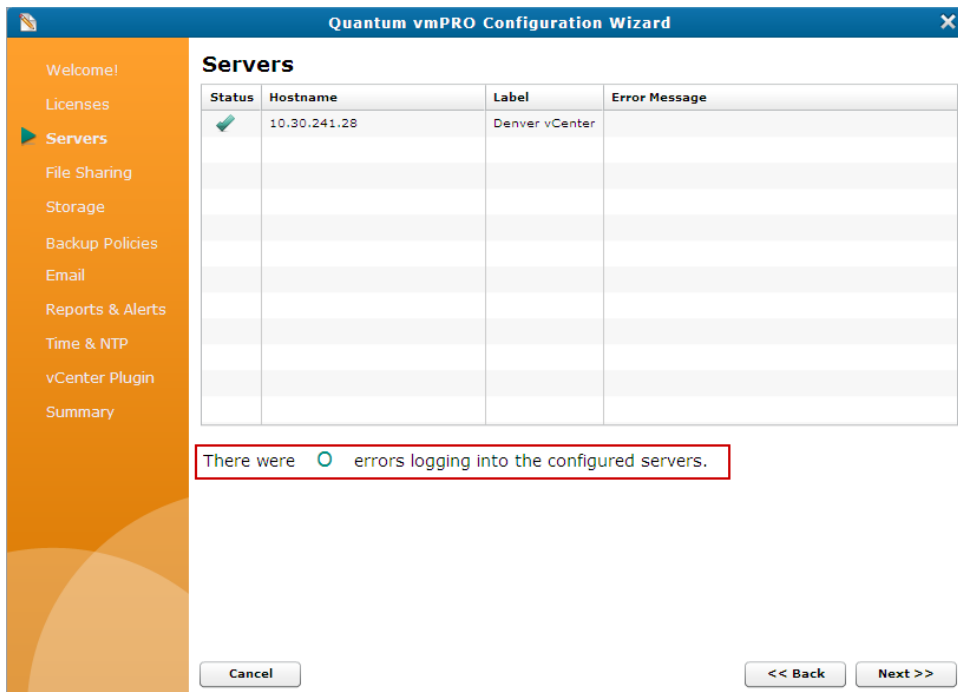 Quantum vmPRO Configuration Wizard
Welcome!
Licenses
Servers
File Sharing
Storage
Backup Policies
Email
Reports & Alerts
Time & NTP
vCenter Plugin
Summary
Servers
Status Hostname Label Error Message
10.30.241.28 Denver vCenter
There were 0 errors logging into the configured servers.
Cancel << Back Next >>